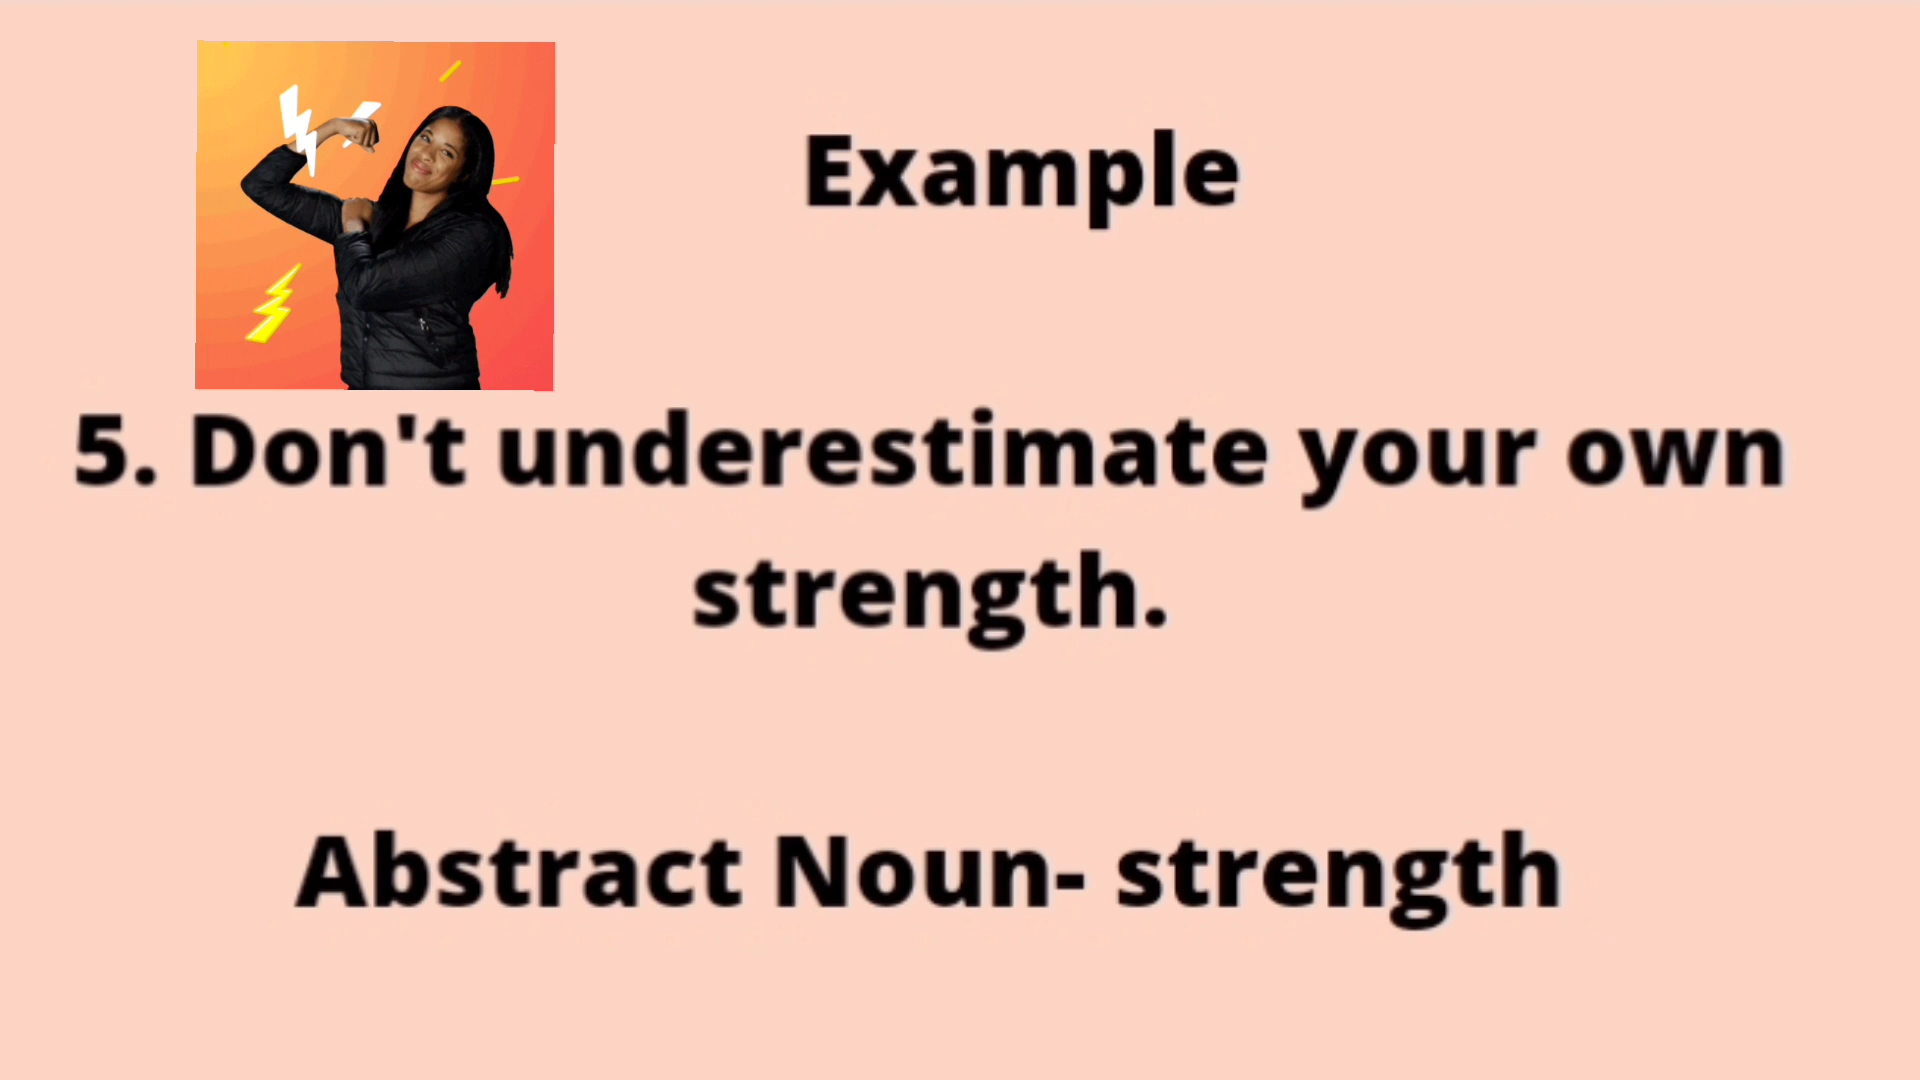 Example
5. Don't underestimate your own
strength.
Abstract Noun- strength